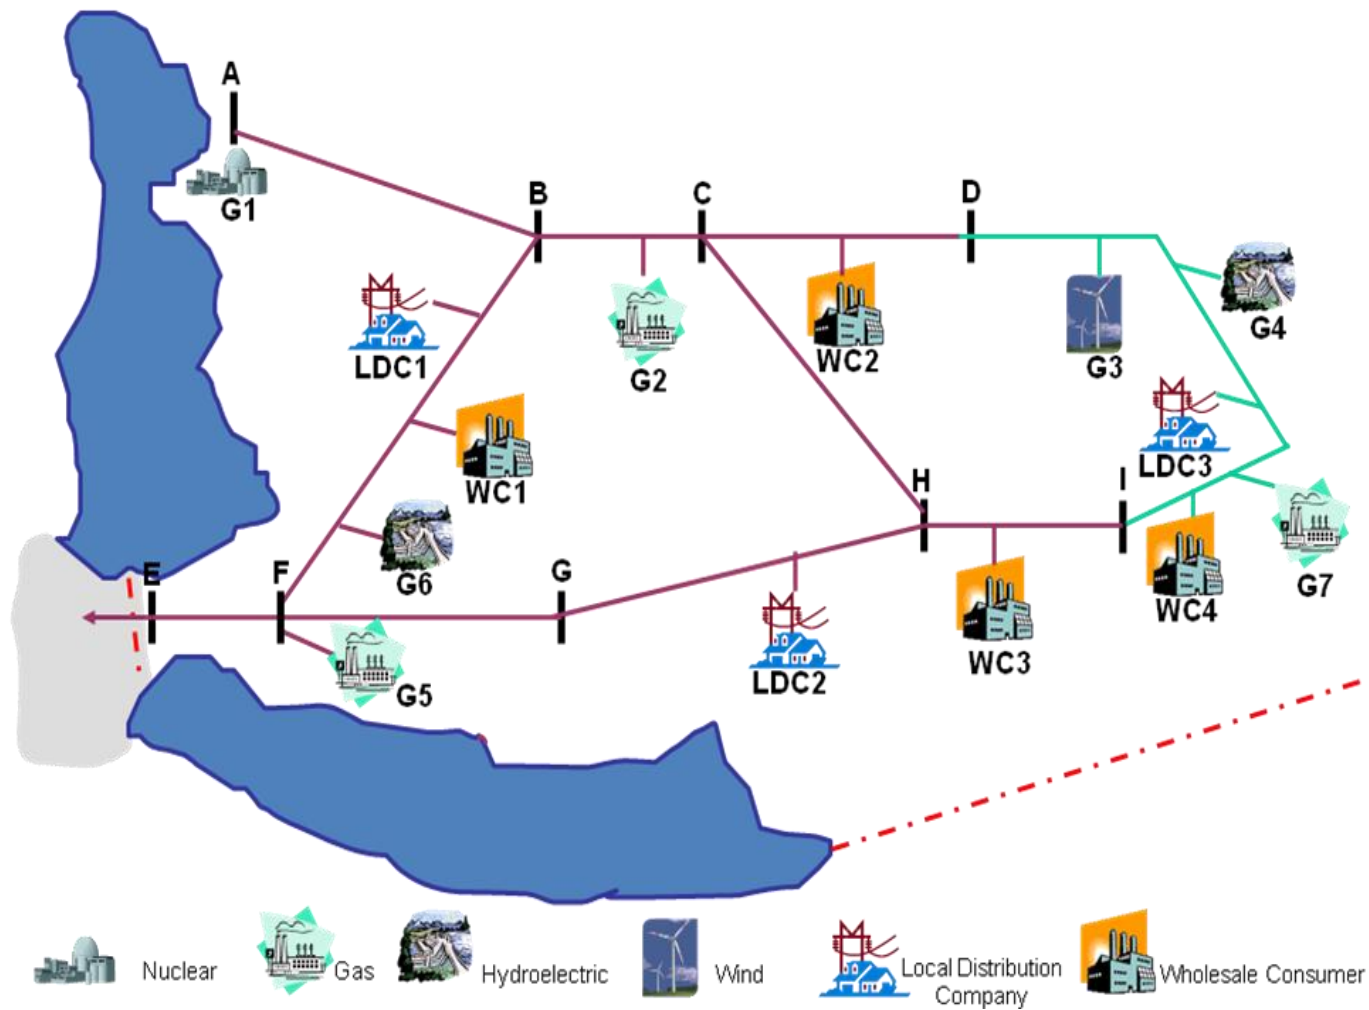 A
G1
B
C
D
LDC1
G2
WC2
G3
G4
WC1
LDC3
H
I
G6
WC4
G7
E
F
G
G5
LDC2
WC3
Nuclear
Gas
Hydroelectric
Wind
Local Distribution
Company
Wholesale Consumer